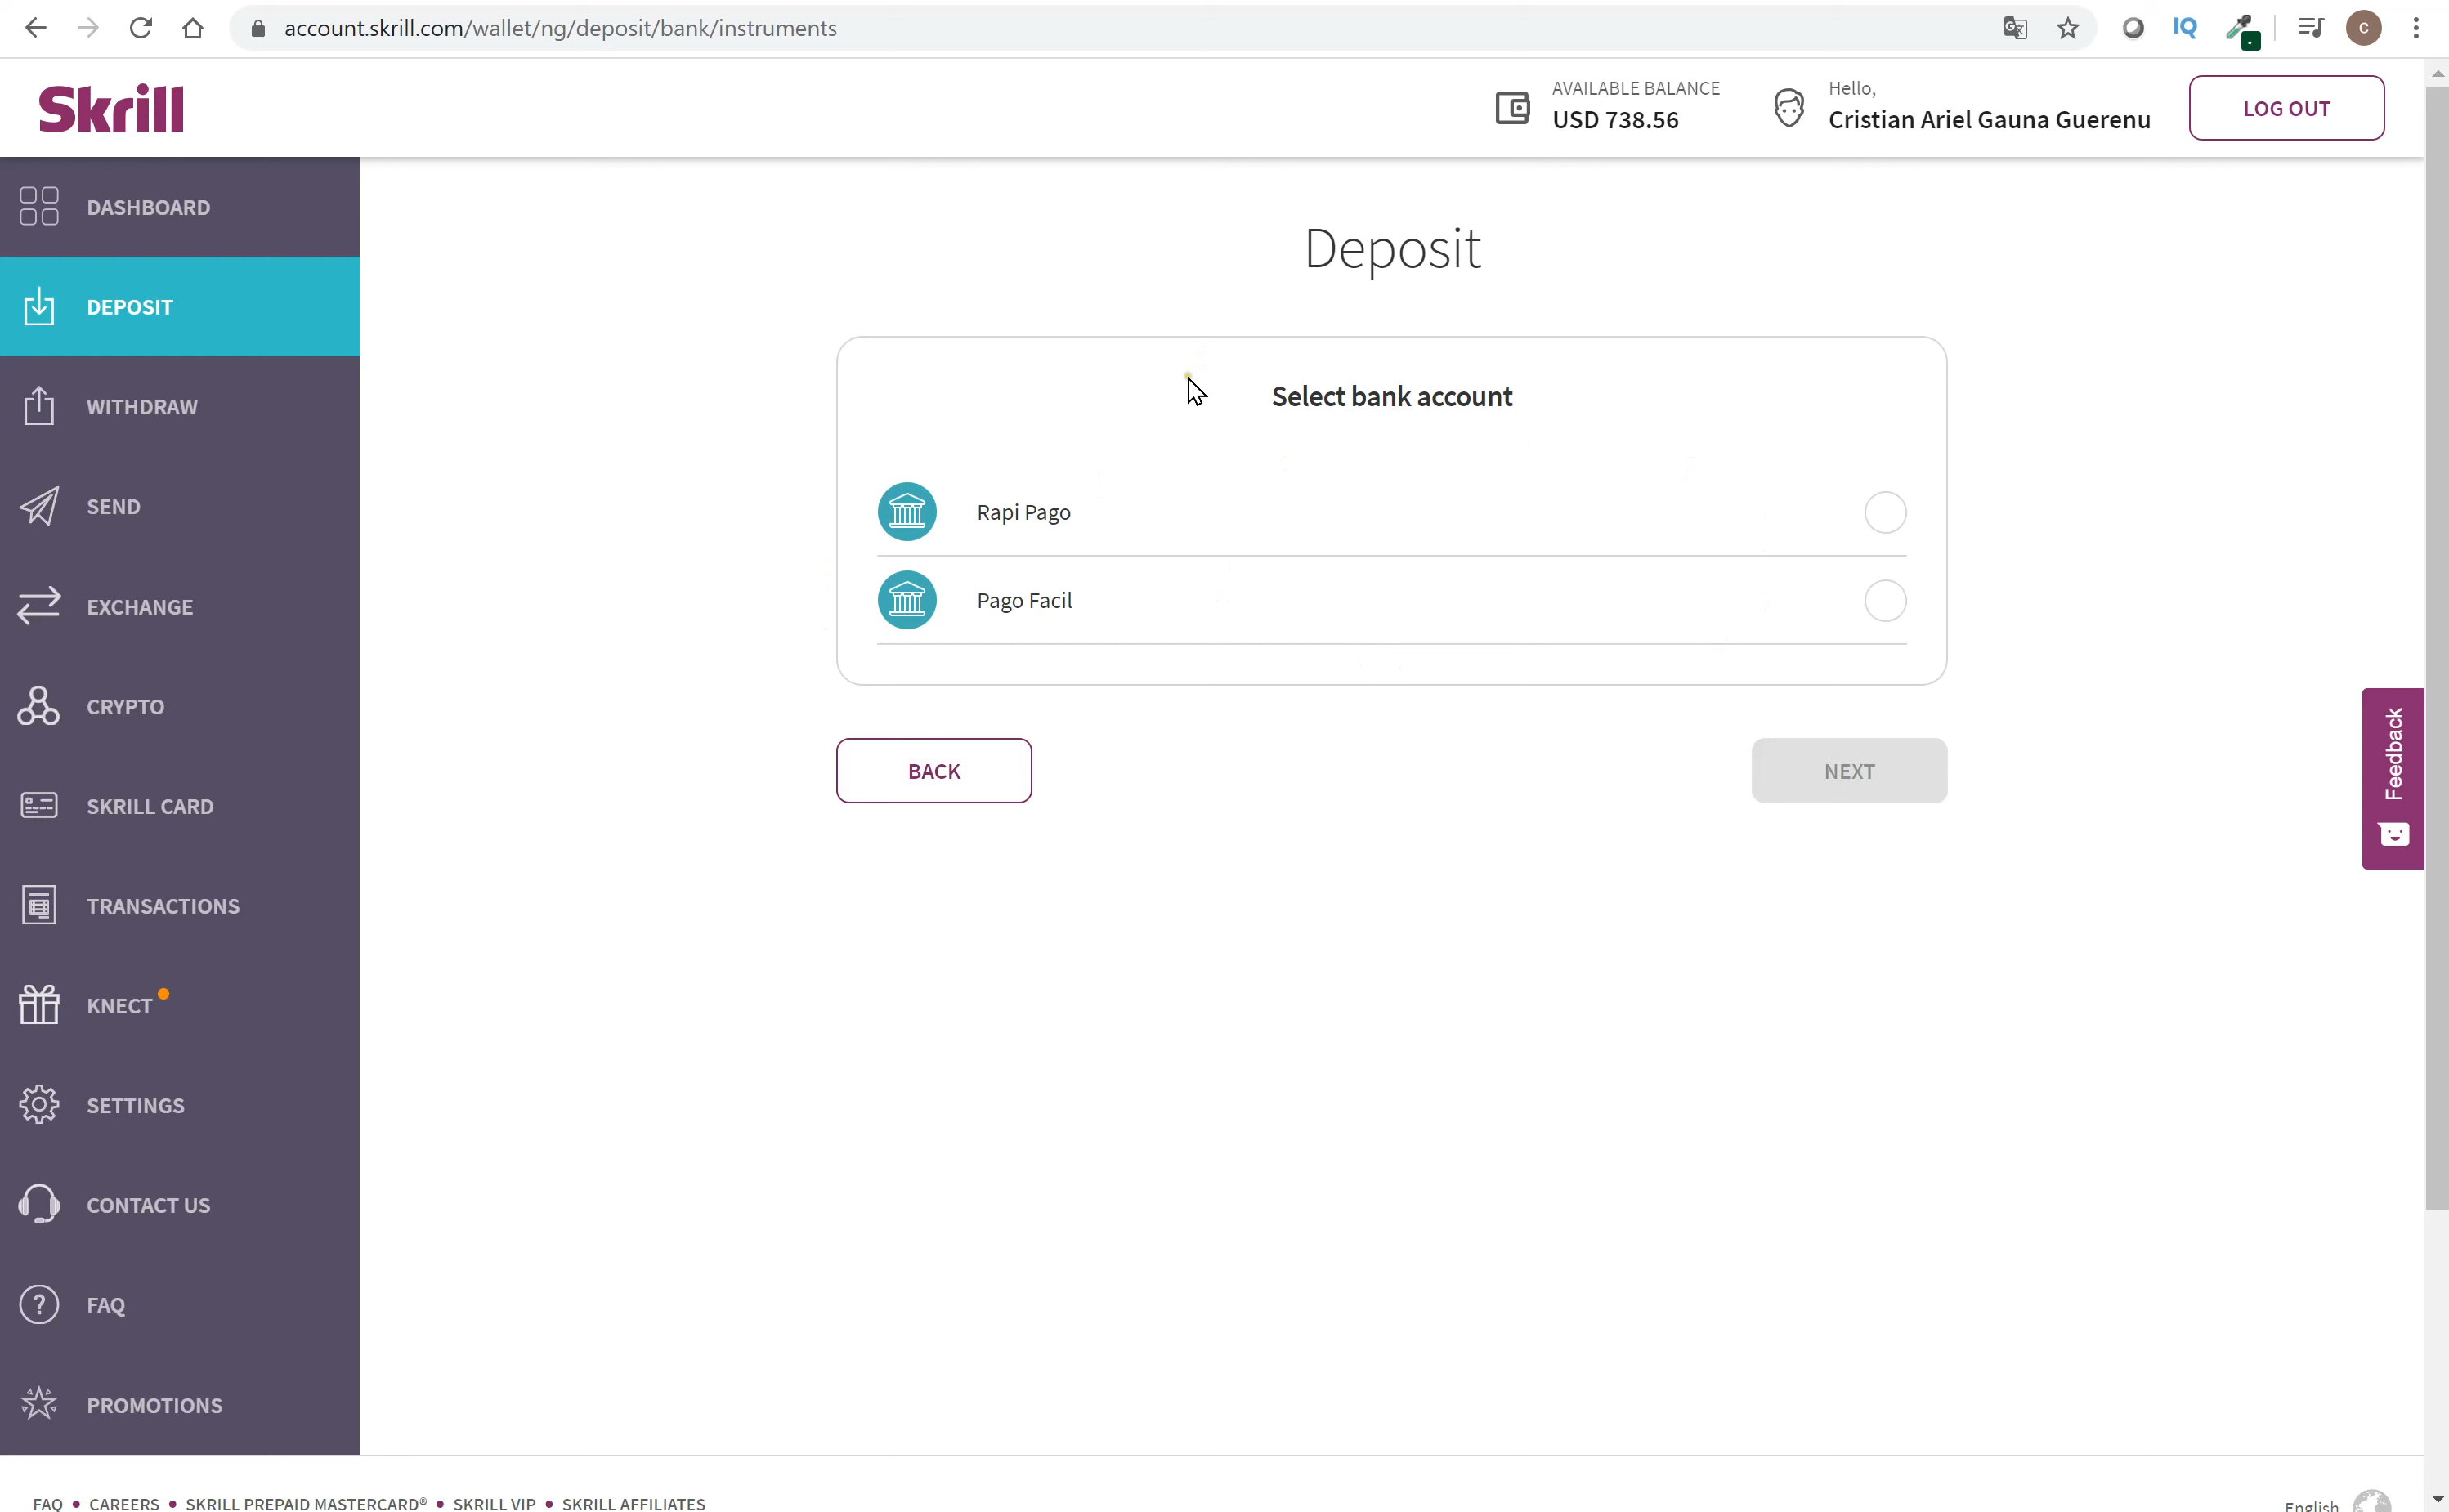 account.skrill.com/wallet/ng/deposit/bank/instruments
IQ
C
Skrill
AVAILABLE BALANCE
USD 738.56
Hello,
Cristian Ariel Gauna Guerenu
LOG OUT
DASHBOARD
DEPOSIT
WITHDRAW
SEND
EXCHANGE
CRYPTO
SKRILL CARD
TRANSACTIONS
KNECT
SETTINGS
CONTACT US
FAQ
PROMOTIONS
Deposit
Select bank account
Rapi Pago
Pago Facil
BACK
NEXT
Feedback
FAQ • CAREERS • SKRILL PREPAID MASTERCARD® • SKRILL VIP • SKRILL AFFILIATES
English